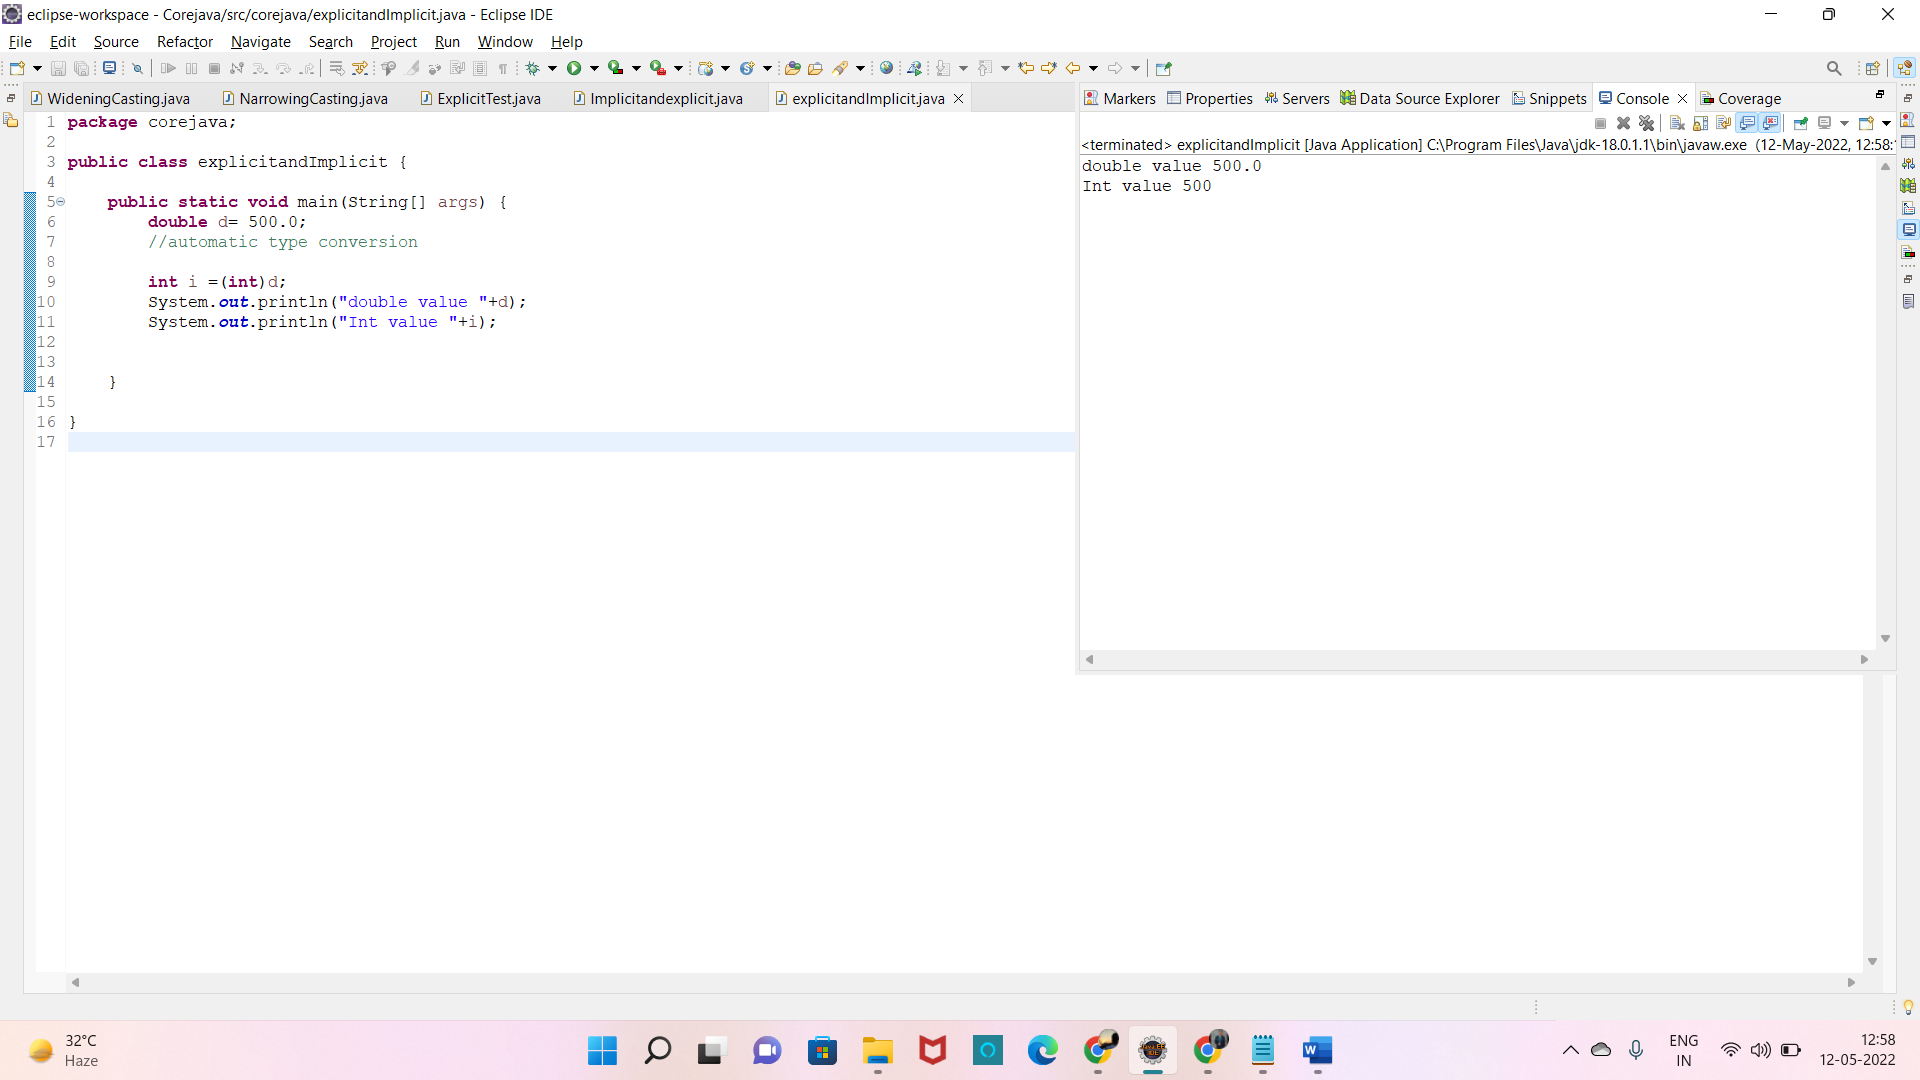 eclipse-workspace - Corejava/src/corejava/explicitandImplicit.java - Eclipse IDE
File Edit Source Refactor Navigate Search Project Run Window Help
WideningCasting.java NarrowingCasting.java ExplicitTest.java Implicitandexplicit.java explicitandImplicit.java
1 package corejava;
2
3 public class explicitandImplicit {
4
5 public static void main(String[] args) {
6 double d= 500.0;
7 //automatic type conversion
8
9 int i =(int)d;
10 System.out.println("double value "+d);
11 System.out.println("Int value "+i);
12
13
14 }
15
16 }
17
Markers Properties Servers Data Source Explorer Snippets Console Coverage
<terminated> explicitandImplicit [Java Application] C:\Program Files\Java\jdk-18.0.1.1\bin\javaw.exe (12-May-2022, 12:58:
double value 500.0
Int value 500
32°C
Haze
ENG
IN
12:58
12-05-2022